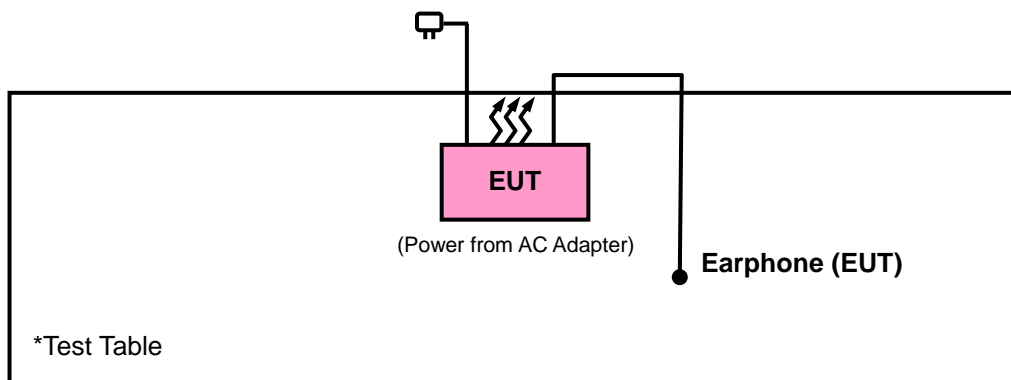 EUT
(Power from AC Adapter)
Earphone (EUT)
*Test Table